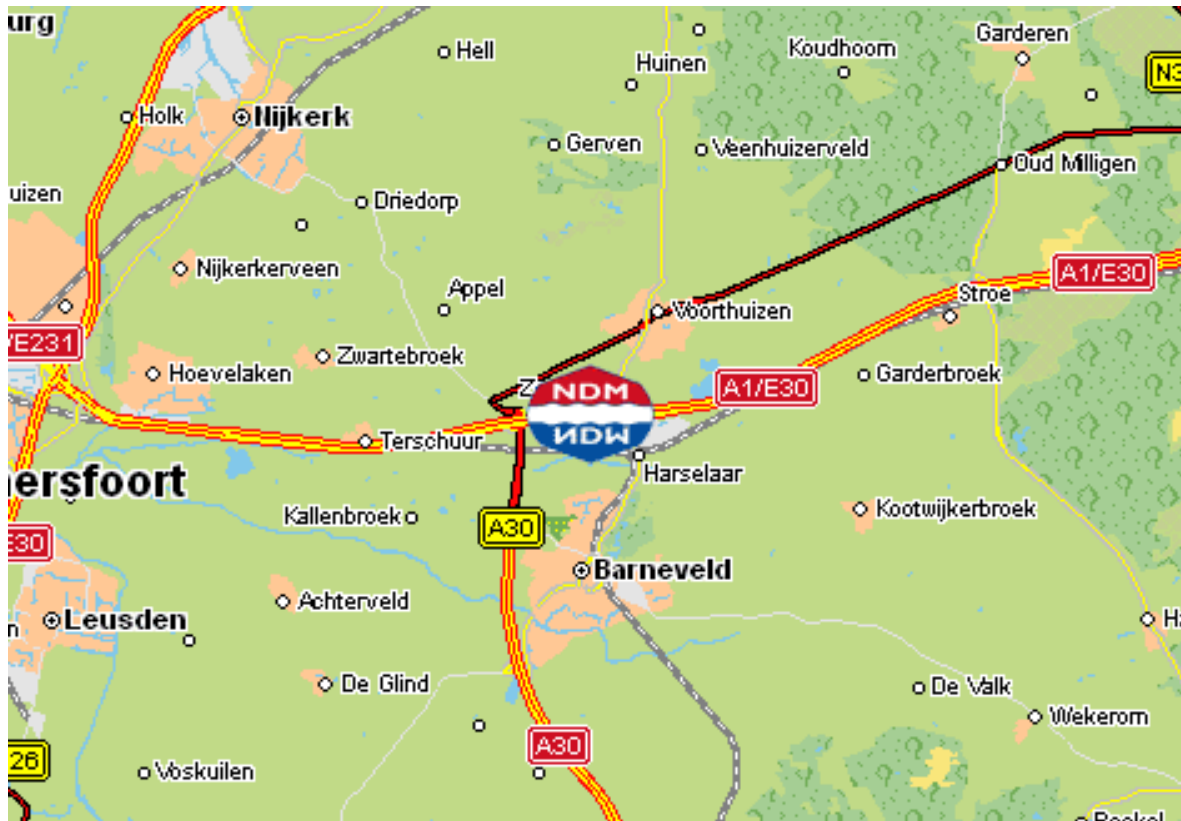 urg
Hell
Garderen
Koudhoorn
Huinen
N3
Holk
Nijkerk
Gerven
Veenhuizerveld
Oud Milligen
uizen
Driedorp
Nijkerkerveen
A1/E30
Appel
Stroe
Voorthuizen
/E231
Zwartebroek
Hoevelaken
Z
NDM
A1/E30
Garderbroek
NDM
Terschuur
ersfoort
Harselaar
Kallenbroek
A30
Kootwijkerbroek
E30
Barneveld
Achterveld
Leusden
Ha
n
De Glind
De Valk
Wekerom
A30
26
Voskuilen